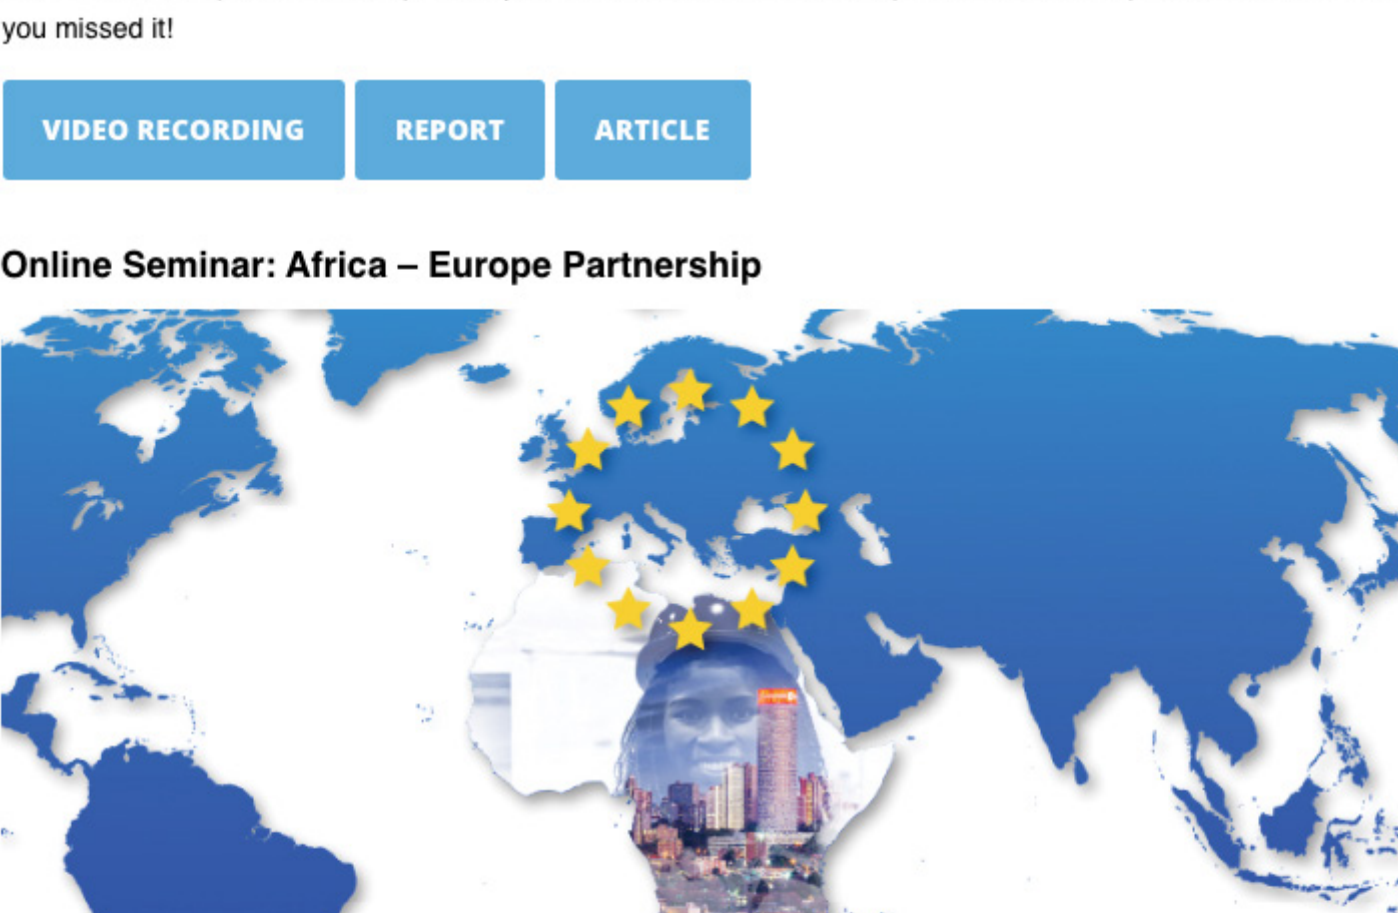 you missed it!
VIDEO RECORDING
REPORT
ARTICLE
Online Seminar: Africa – Europe Partnership